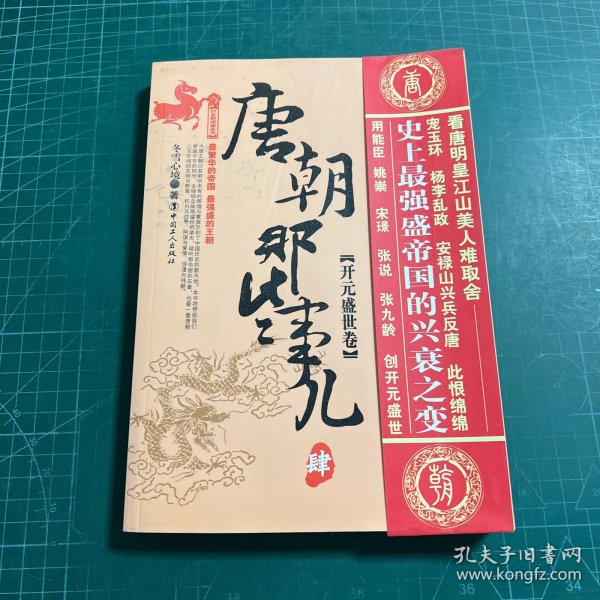 唐朝那些事儿
【开元盛世卷】
肆
最繁华的帝国 最强盛的王朝
冬雪心境 著
中国工人出版社
唐
看唐明皇江山美人难取舍
宠玉环 杨李乱政 安禄山兴兵反唐 此恨绵绵
史上最强盛帝国的兴衰之变
用能臣 姚崇 宋璟 张说 张九龄 创开元盛世
朝
孔夫子旧书网
www.kongfz.com
34
36